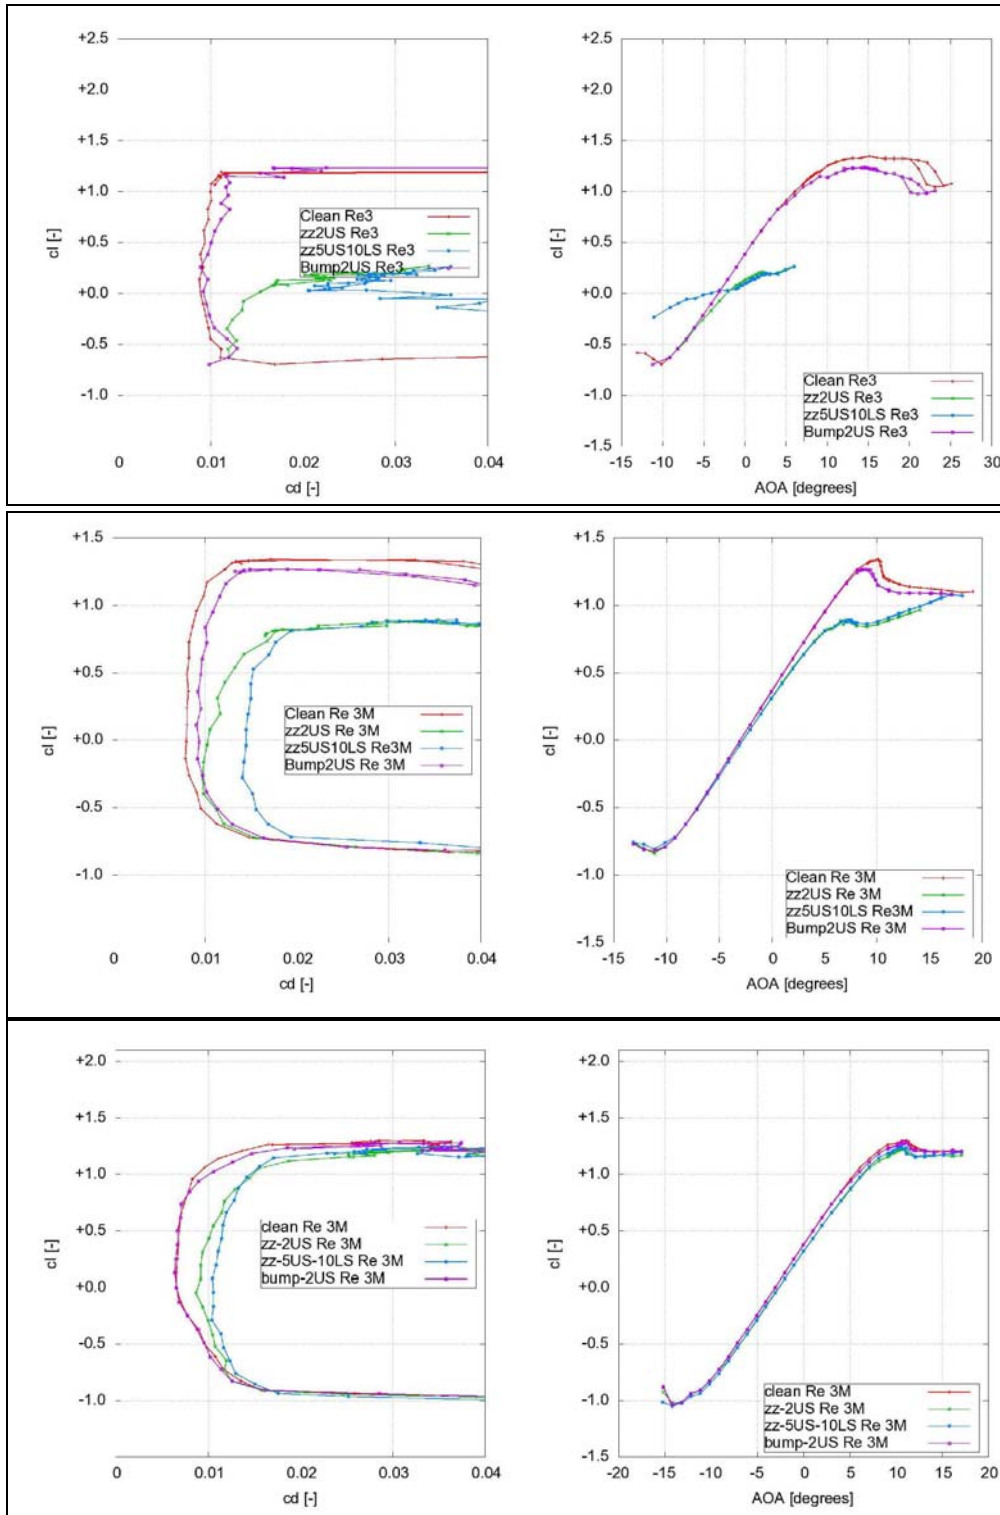 +2.5
+2.0
+1.5
+1.0
+0.5
+0.0
-0.5
-1.0
cl [-]
0
0.01
0.02
0.03
0.04
cd [-]
Clean Re3
zz2US Re3
zz5US10LS Re3
Bump2US Re3
+2.5
+2.0
+1.5
+1.0
+0.5
+0.0
-0.5
-1.0
-1.5
cl [-]
-15
-10
-5
0
5
10
15
20
25
30
AOA [degrees]
Clean Re3
zz2US Re3
zz5US10LS Re3
Bump2US Re3
+1.5
+1.0
+0.5
+0.0
-0.5
-1.0
cl [-]
0
0.01
0.02
0.03
0.04
cd [-]
Clean Re 3M
zz2US Re 3M
zz5US10LS Re3M
Bump2US Re 3M
+1.5
+1.0
+0.5
+0.0
-0.5
-1.0
-1.5
cl [-]
-15
-10
-5
0
5
10
15
20
AOA [degrees]
Clean Re 3M
zz2US Re 3M
zz5US10LS Re3M
Bump2US Re 3M
+2.0
+1.5
+1.0
+0.5
+0.0
-0.5
-1.0
cl [-]
0
0.01
0.02
0.03
0.04
cd [-]
clean Re 3M
zz-2US Re 3M
zz-5US-10LS Re 3M
bump-2US Re 3M
+2.0
+1.5
+1.0
+0.5
+0.0
-0.5
-1.0
-1.5
cl [-]
-20
-15
-10
-5
0
5
10
15
20
AOA [degrees]
clean Re 3M
zz-2US Re 3M
zz-5US-10LS Re 3M
bump-2US Re 3M